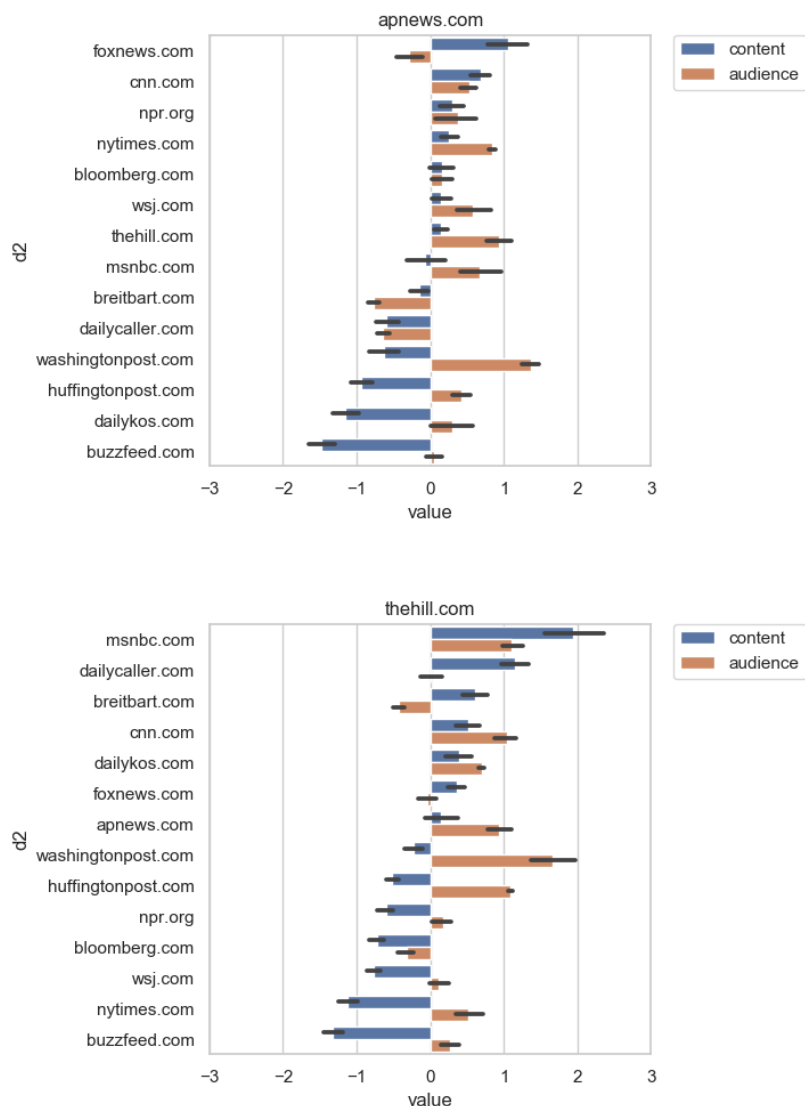 apnews.com
foxnews.com
cnn.com
npr.org
nytimes.com
bloomberg.com
wsj.com
thehill.com
msnbc.com
breitbart.com
dailycaller.com
washingtonpost.com
huffingtonpost.com
dailykos.com
buzzfeed.com
d2
−3 −2 −1 0 1 2 3
value
content
audience
thehill.com
msnbc.com
dailycaller.com
breitbart.com
cnn.com
dailykos.com
foxnews.com
apnews.com
washingtonpost.com
huffingtonpost.com
npr.org
bloomberg.com
wsj.com
nytimes.com
buzzfeed.com
d2
−3 −2 −1 0 1 2 3
value
content
audience